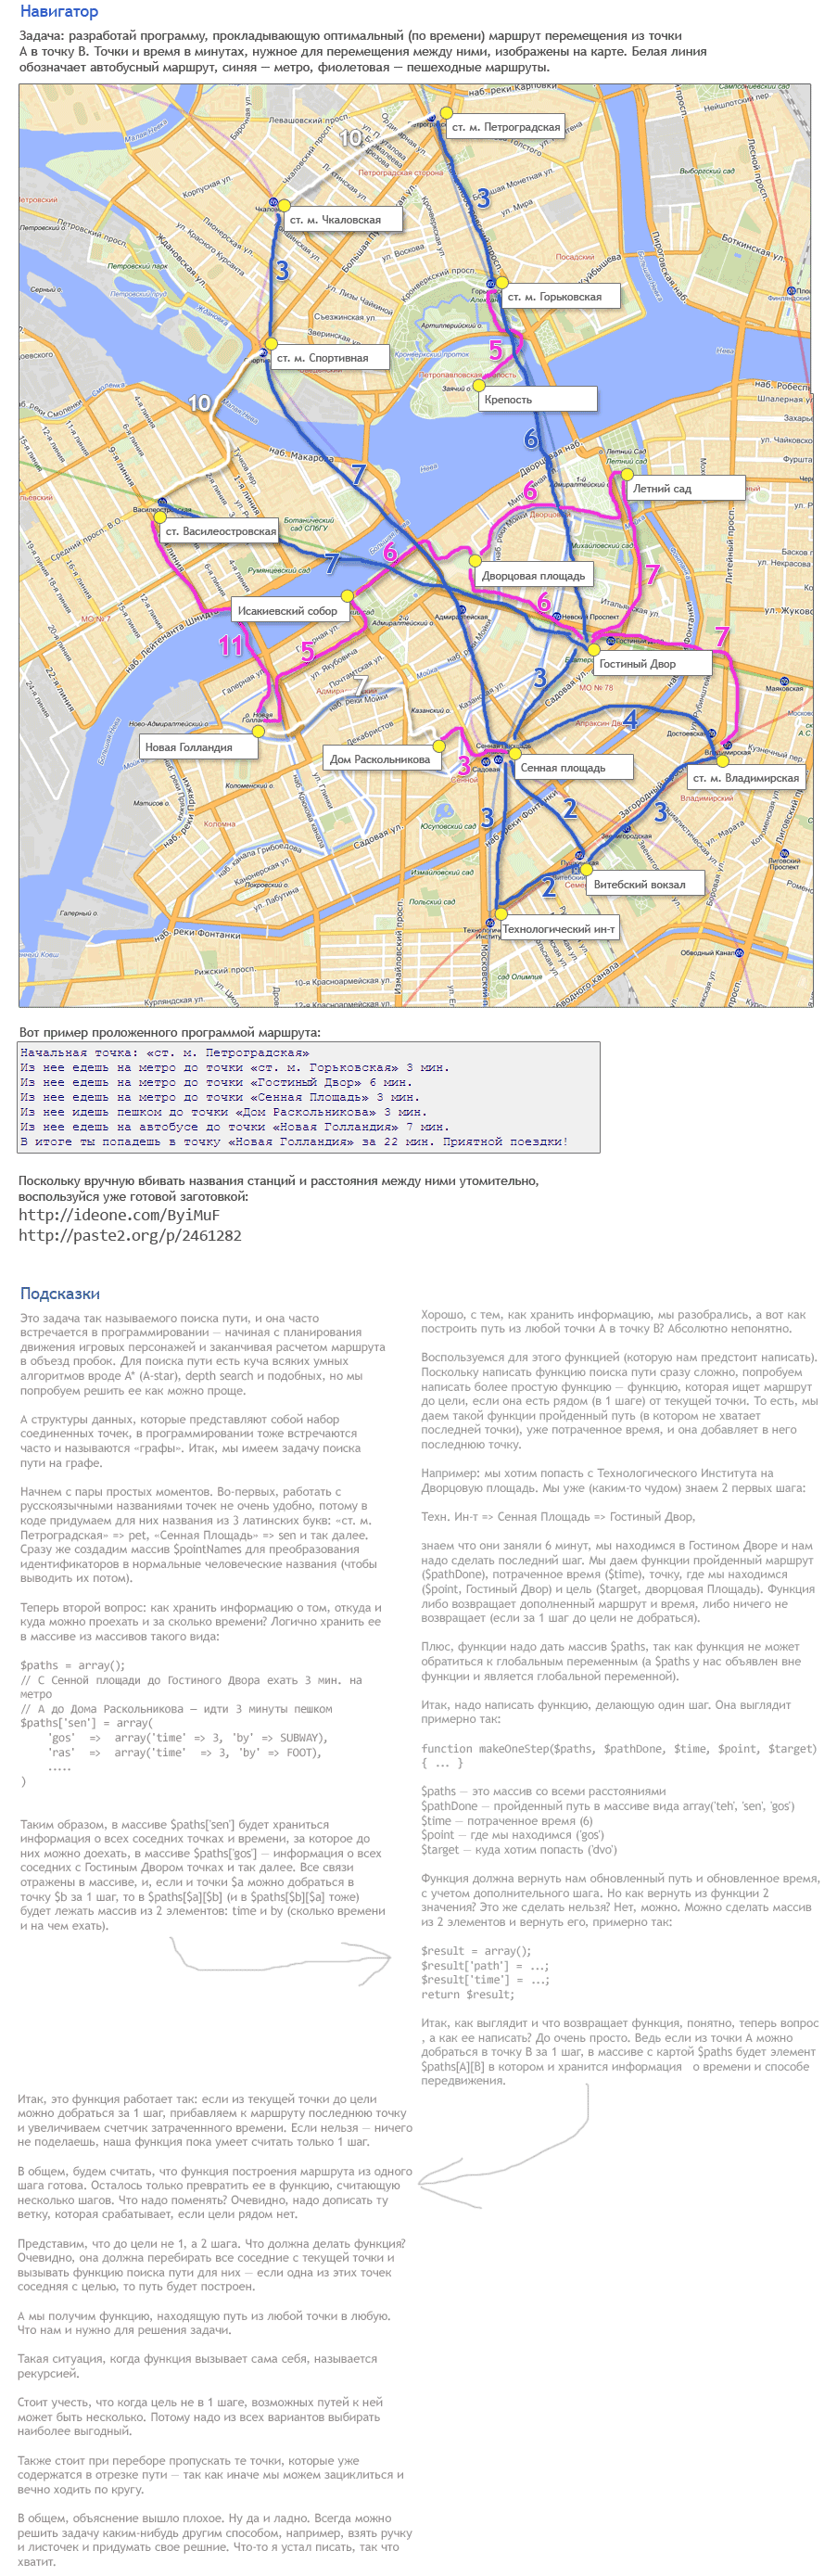 Навигатор
Задача: разработай программу, прокладывающую оптимальный (по времени) маршрут перемещения из точки
А в точку В. Точки и время в минутах, нужное для перемещения между ними, изображены на карте. Белая линия
обозначает автобусный маршрут, синяя — метро, фиолетовая — пешеходные маршруты.
ст. м. Петроградская
10
3
ст. м. Чкаловская
3
ст. м. Горьковская
5
ст. м. Спортивная
Крепость
10
6
7
Летний сад
6
ст. Василеостровская
7
6
Дворцовая площадь
7
6
Исакиевский собор
11
5
7
Гостиный Двор
3
7
4
Новая Голландия
Дом Раскольникова
3
Сенная площадь
ст. м. Владимирская
3
2
3
Витебский вокзал
2
Технологический ин-т
Вот пример проложенного программой маршрута:
Начальная точка: «ст. м. Петроградская»
Из нее едешь на метро до точки «ст. м. Горьковская» 3 мин.
Из нее едешь на метро до точки «Гостиный Двор» 6 мин.
Из нее едешь на метро до точки «Сенная Площадь» 3 мин.
Из нее идешь пешком до точки «Дом Раскольникова» 3 мин.
Из нее едешь на автобусе до точки «Новая Голландия» 7 мин.
В итоге ты попадешь в точку «Новая Голландия» за 22 мин. Приятной поездки!
Поскольку вручную вбивать названия станций и расстояния между ними утомительно,
воспользуйся уже готовой заготовкой:
http://ideone.com/ByiMuF
http://paste2.org/p/2461282
Подсказки
Это задача так называемого поиска пути, и она часто
встречается в программировании — начиная с планирования
движения игровых персонажей и заканчивая расчетом маршрута
в объезд пробок. Для поиска пути есть куча всяких умных
алгоритмов вроде A* (A-star), depth search и подобных, но мы
попробуем решить ее как можно проще.
А структуры данных, которые представляют собой набор
соединенных точек, в программировании тоже встречаются
часто и называются «графы». Итак, мы имеем задачу поиска
пути на графе.
Начнем с пары простых моментов. Во-первых, работать с
русскоязычными названиями точек не очень удобно, потому в
коде придумаем для них названия из 3 латинских букв: «ст. м.
Петроградская» => pet, «Сенная Площадь» => sen и так далее.
Сразу же создадим массив $pointNames для преобразования
идентификаторов в нормальные человеческие названия (чтобы
выводить их потом).
Теперь второй вопрос: как хранить информацию о том, откуда и
куда можно проехать и за сколько времени? Логично хранить ее
в массиве из массивов такого вида:
$paths = array();
// С Сенной площади до Гостиного Двора ехать 3 мин. на
метро
// А до Дома Раскольникова — идти 3 минуты пешком
$paths['sen'] = array(
'gos' => array('time' => 3, 'by' => SUBWAY),
'ras' => array('time' => 3, 'by' => FOOT),
.....
)
Таким образом, в массиве $paths['sen'] будет храниться
информация о всех соседних точках и времени, за которое до
них можно доехать, в массиве $paths['gos'] — информация о всех
соседних с Гостиным Двором точках и так далее. Все связи
отражены в массиве, и, если и точки $a можно добраться в
точку $b за 1 шаг, то в $paths[$a][$b] (и в $paths[$b][$a] тоже)
будет лежать массив из 2 элементов: time и by (сколько времени
и на чем ехать).
Хорошо, с тем, как хранить информацию, мы разобрались, а вот как
построить путь из любой точки А в точку В? Абсолютно непонятно.
Воспользуемся для этого функцией (которую нам предстоит написать).
Поскольку написать функцию поиска пути сразу сложно, попробуем
написать более простую функцию — функцию, которая ищет маршрут
до цели, если она есть рядом (в 1 шаге) от текущей точки. То есть, мы
даем такой функции пройденный путь (в котором не хватает
последней точки), уже потраченное время, и она добавляет в него
последнюю точку.
Например: мы хотим попасть с Технологического Института на
Дворцовую площадь. Мы уже (каким-то чудом) знаем 2 первых шага:
Техн. Ин-т => Сенная Площадь => Гостиный Двор,
знаем что они заняли 6 минут, мы находимся в Гостином Дворе и нам
надо сделать последний шаг. Мы даем функции пройденный маршрут
($pathDone), потраченное время ($time), точку, где мы находимся
($point, Гостиный Двор) и цель ($target, дворцовая Площадь). Функция
либо возвращает дополненный маршрут и время, либо ничего не
возвращает (если за 1 шаг до цели не добраться).
Плюс, функции надо дать массив $paths, так как функция не может
обратиться к глобальным переменным (а $paths у нас объявлен вне
функции и является глобальной переменной).
Итак, надо написать функцию, делающую один шаг. Она выглядит
примерно так:
function makeOneStep($paths, $pathDone, $time, $point, $target)
{ ... }
$paths — это массив со всеми расстояниями
$pathDone — пройденный путь в массиве вида array('teh', 'sen', 'gos')
$time — потраченное время (6)
$point — где мы находимся ('gos')
$target — куда хотим попасть ('dvo')
Функция должна вернуть нам обновленный путь и обновленное время,
с учетом дополнительного шага. Но как вернуть из функции 2
значения? Это же сделать нельзя? Нет, можно. Можно сделать массив
из 2 элементов и вернуть его, примерно так:
$result = array();
$result['path'] = ...;
$result['time'] = ...;
return $result;
Итак, как выглядит и что возвращает функция, понятно, теперь вопрос
, а как ее написать? До очень просто. Ведь если из точки А можно
добраться в точку В за 1 шаг, в массиве с картой $paths будет элемент
$paths[A][B] в котором и хранится информация о времени и способе
передвижения.
Итак, это функция работает так: если из текущей точки до цели
можно добраться за 1 шаг, прибавляем к маршруту последнюю точку
и увеличиваем счетчик затраченнного времени. Если нельзя — ничего
не поделаешь, наша функция пока умеет считать только 1 шаг.
В общем, будем считать, что функция построения маршрута из одного
шага готова. Осталось только превратить ее в функцию, считающую
несколько шагов. Что надо поменять? Очевидно, надо дописать ту
ветку, которая срабатывает, если цели рядом нет.
Представим, что до цели не 1, а 2 шага. Что должна делать функция?
Очевидно, она должна перебирать все соседние с текущей точки и
вызывать функцию поиска пути для них — если одна из этих точек
соседняя с целью, то путь будет построен.
А мы получим функцию, находящую путь из любой точки в любую.
Что нам и нужно для решения задачи.
Такая ситуация, когда функция вызывает сама себя, называется
рекурсией.
Стоит учесть, что когда цель не в 1 шаге, возможных путей к ней
может быть несколько. Потому надо из всех вариантов выбирать
наиболее выгодный.
Также стоит при переборе пропускать те точки, которые уже
содержатся в отрезке пути — так как иначе мы можем зациклиться и
вечно ходить по кругу.
В общем, объяснение вышло плохое. Ну да и ладно. Всегда можно
решить задачу каким-нибудь другим способом, например, взять ручку
и листочек и придумать свое решние. Что-то я устал писать, так что
хватит.